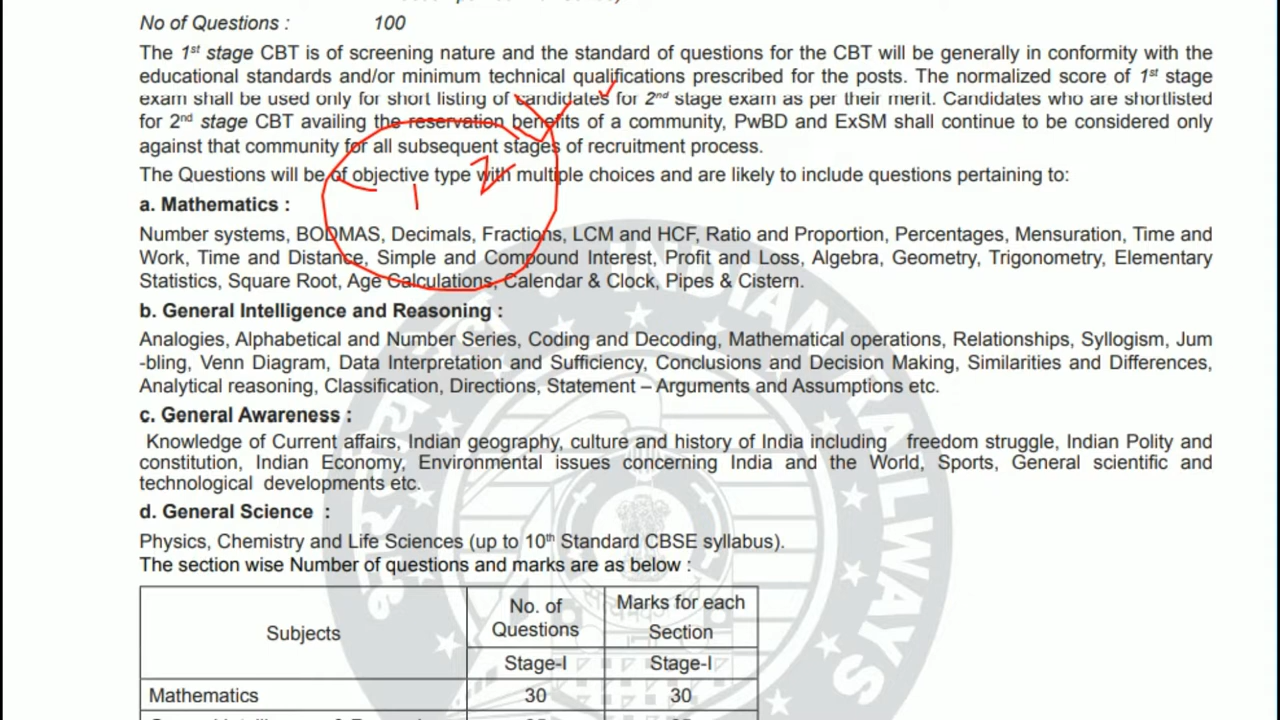 No of Questions : 100
The 1st stage CBT is of screening nature and the standard of questions for the CBT will be generally in conformity with the
educational standards and/or minimum technical qualifications prescribed for the posts. The normalized score of 1st stage
exam shall be used only for short listing of candidates for 2nd stage exam as per their merit. Candidates who are shortlisted
for 2nd stage CBT availing the reservation benefits of a community, PwBD and ExSM shall continue to be considered only
against that community for all subsequent stages of recruitment process.
The Questions will be of objective type with multiple choices and are likely to include questions pertaining to:
1 2
a. Mathematics :
Number systems, BODMAS, Decimals, Fractions, LCM and HCF, Ratio and Proportion, Percentages, Mensuration, Time and
Work, Time and Distance, Simple and Compound Interest, Profit and Loss, Algebra, Geometry, Trigonometry, Elementary
Statistics, Square Root, Age Calculations, Calendar & Clock, Pipes & Cistern.
b. General Intelligence and Reasoning :
Analogies, Alphabetical and Number Series, Coding and Decoding, Mathematical operations, Relationships, Syllogism, Jum
-bling, Venn Diagram, Data Interpretation and Sufficiency, Conclusions and Decision Making, Similarities and Differences,
Analytical reasoning, Classification, Directions, Statement – Arguments and Assumptions etc.
c. General Awareness :
Knowledge of Current affairs, Indian geography, culture and history of India including freedom struggle, Indian Polity and
constitution, Indian Economy, Environmental issues concerning India and the World, Sports, General scientific and
technological developments etc.
d. General Science :
Physics, Chemistry and Life Sciences (up to 10th Standard CBSE syllabus).
The section wise Number of questions and marks are as below :
Subjects
No. of
Questions
Marks for each
Section
Stage-I
Stage-I
Mathematics 30 30
INDIAN RAILWAYS
भारतीय रेल